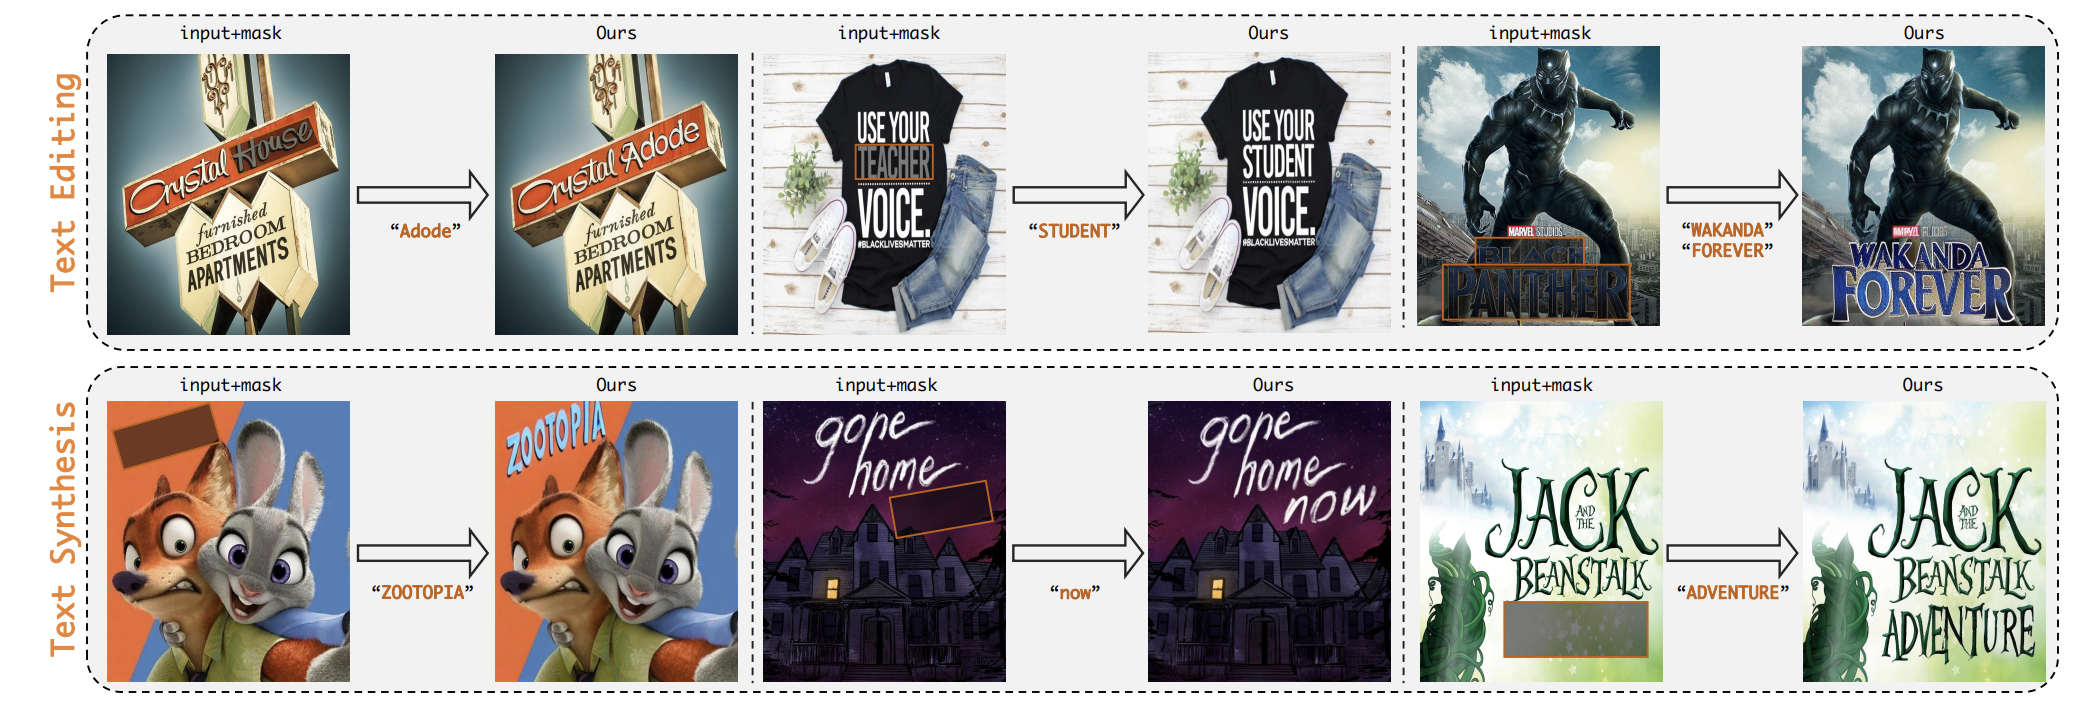 Text Editing
input+mask
Ours
input+mask
Ours
input+mask
Ours
Crystal House
furnished
BEDROOM
APARTMENTS
“Adode”
Crystal Adode
furnished
BEDROOM
APARTMENTS
USE YOUR
TEACHER
VOICE.
#BLACKLIVESMATTER
“STUDENT”
USE YOUR
STUDENT
VOICE.
#BLACKLIVESMATTER
MARVEL STUDIOS
BLACK
PANTHER
“WAKANDA”
“FOREVER”
WAKANDA
FOREVER
Text Synthesis
input+mask
Ours
input+mask
Ours
input+mask
Ours
“ZOOTOPIA”
ZOOTOPIA
gone
home
“now”
gone
home
now
JACK
AND
THE
BEANSTALK
“ADVENTURE”
JACK
AND
THE
BEANSTALK
ADVENTURE